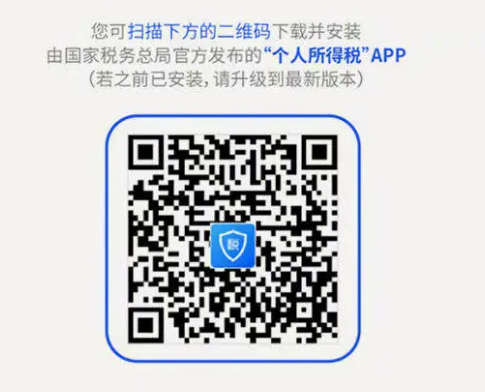 您可扫描下方的二维码下载并安装
由国家税务总局官方发布的“个人所得税”APP
（若之前已安装，请升级到最新版本）
税